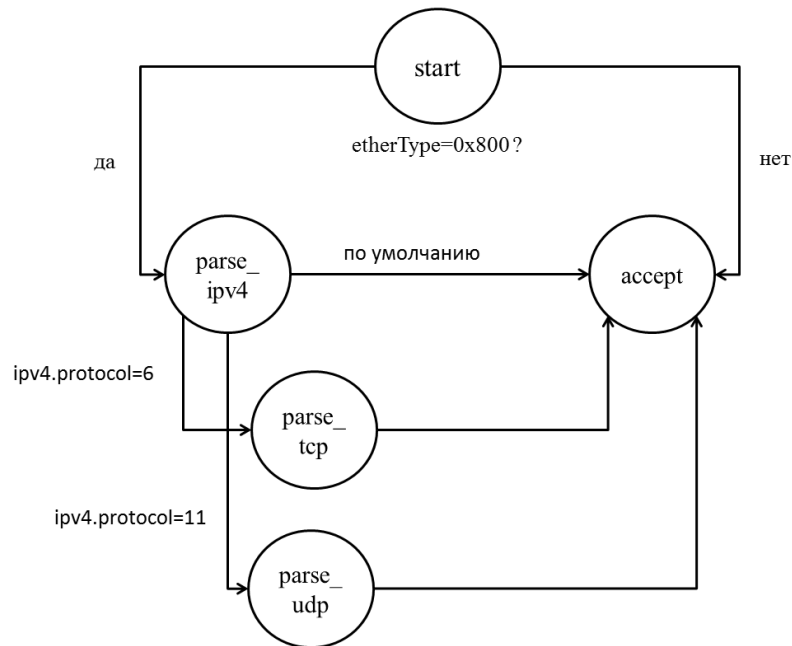 start
etherType=0x800?
да
нет
parse_
ipv4
по умолчанию
accept
ipv4.protocol=6
parse_
tcp
ipv4.protocol=11
parse_
udp